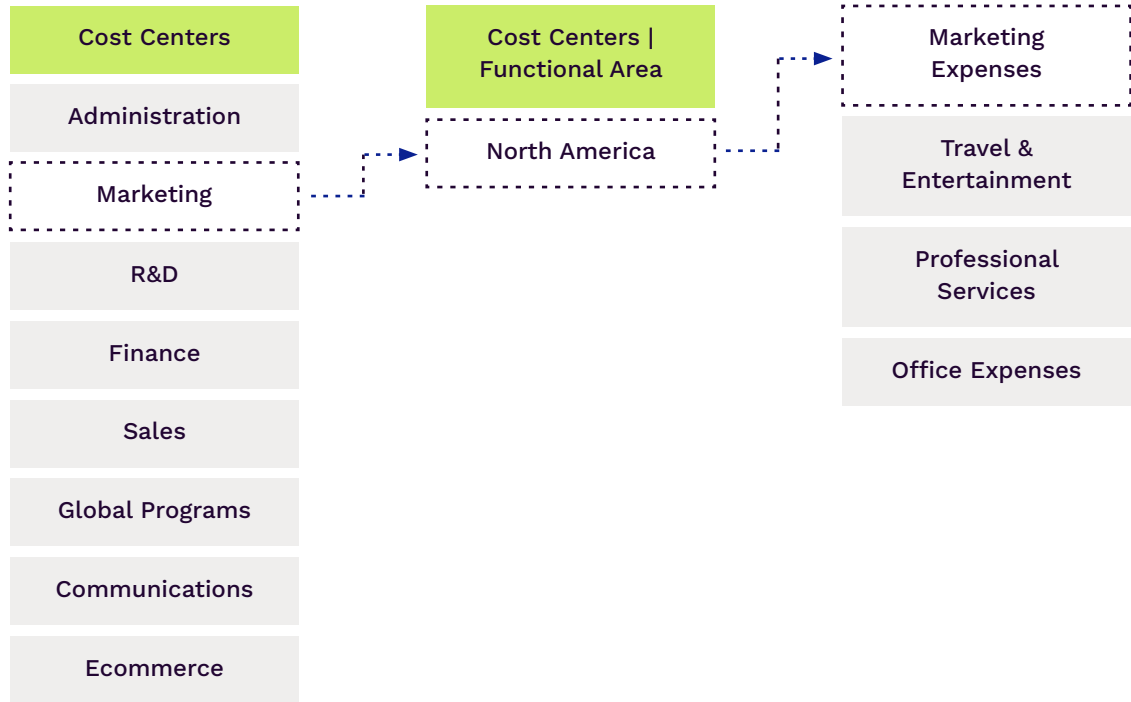 Cost Centers
Administration
Marketing
R&D
Finance
Sales
Global Programs
Communications
Ecommerce
Cost Centers |
Functional Area
North America
Marketing
Expenses
Travel &
Entertainment
Professional
Services
Office Expenses